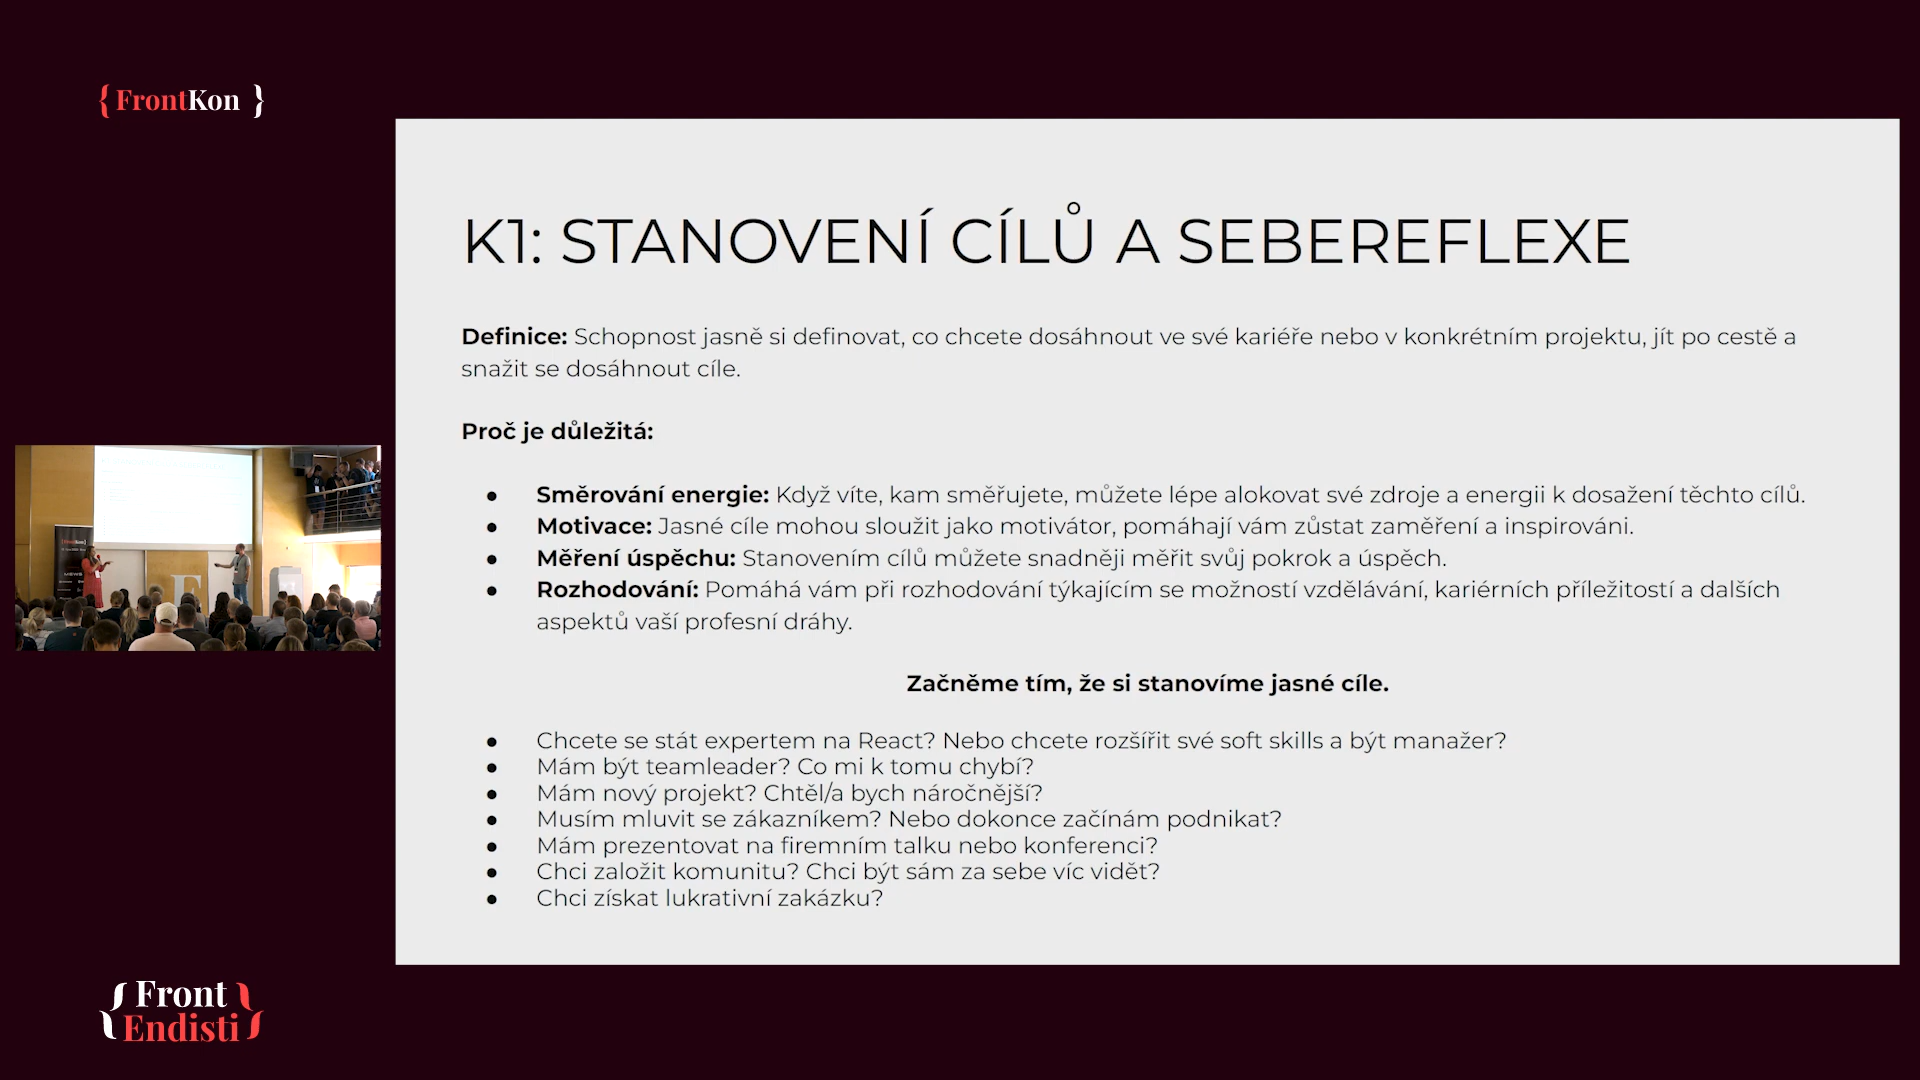 { FrontKon }
K1: STANOVENÍ CÍLŮ A SEBEREFLEXE
Definice: Schopnost jasně si definovat, co chcete dosáhnout ve své kariéře nebo v konkrétním projektu, jít po cestě a
snažit se dosáhnout cíle.
Proč je důležitá:
● Směrování energie: Když víte, kam směřujete, můžete lépe alokovat své zdroje a energii k dosažení těchto cílů.
● Motivace: Jasné cíle mohou sloužit jako motivátor, pomáhají vám zůstat zaměření a inspirováni.
● Měření úspěchu: Stanovením cílů můžete snadněji měřit svůj pokrok a úspěch.
● Rozhodování: Pomáhá vám při rozhodování týkajícím se možností vzdělávání, kariérních příležitostí a dalších
aspektů vaší profesní dráhy.
Začněme tím, že si stanovíme jasné cíle.
● Chcete se stát expertem na React? Nebo chcete rozšířit své soft skills a být manažer?
● Mám být teamleader? Co mi k tomu chybí?
● Mám nový projekt? Chtěl/a bych náročnější?
● Musím mluvit se zákazníkem? Nebo dokonce začínám podnikat?
● Mám prezentovat na firemním talku nebo konferenci?
● Chci založit komunitu? Chci být sám za sebe víc vidět?
● Chci získat lukrativní zakázku?
{ Front }
{ Endisti }